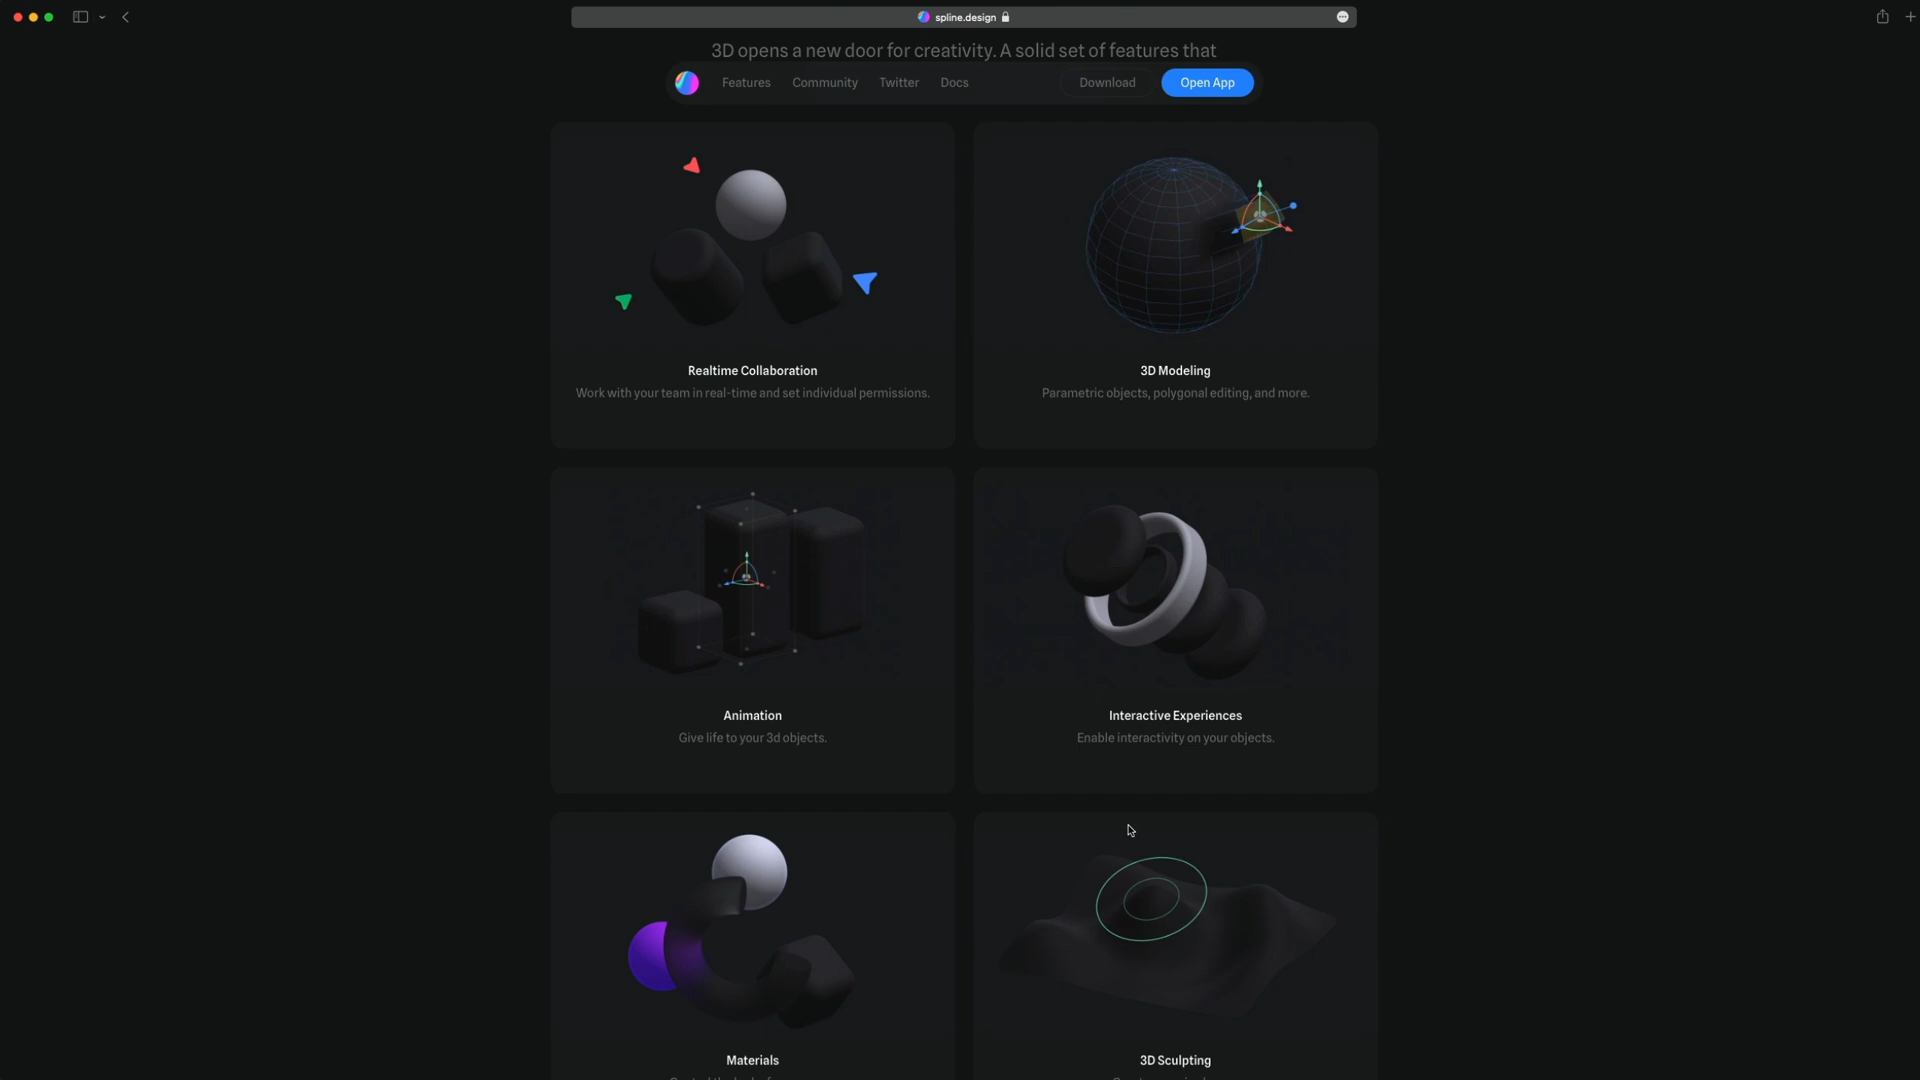 spline.design
3D opens a new door for creativity. A solid set of features that
Features Community Twitter Docs Download Open App
Realtime Collaboration
Work with your team in real-time and set individual permissions.
3D Modeling
Parametric objects, polygonal editing, and more.
Animation
Give life to your 3d objects.
Interactive Experiences
Enable interactivity on your objects.
Materials
3D Sculpting